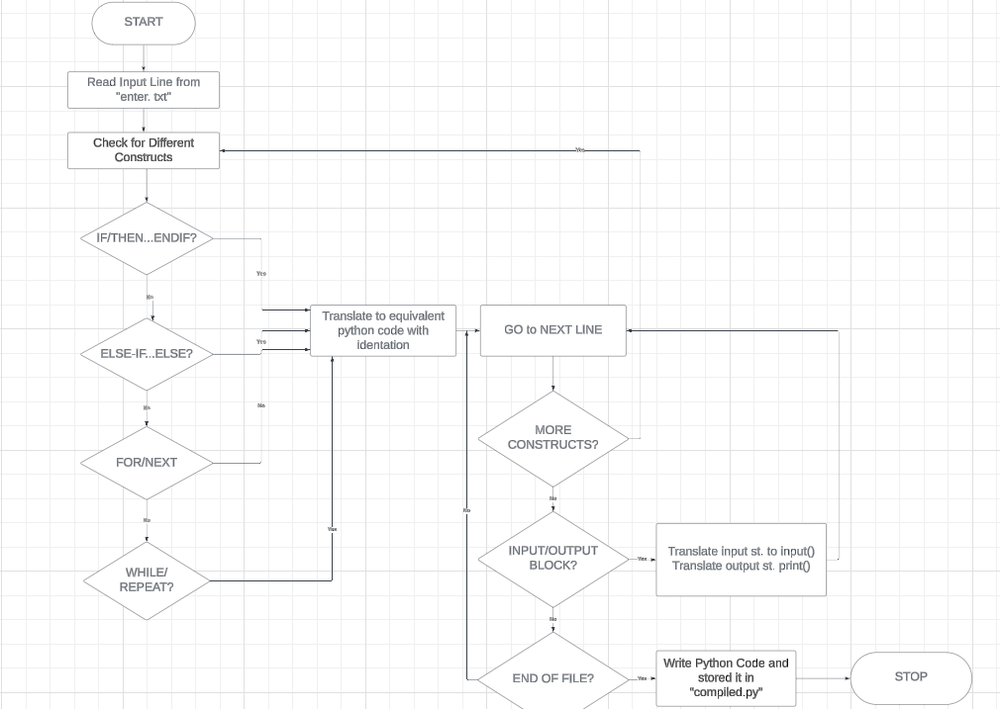 START
Read Input Line from
"enter. txt"
Check for Different
Constructs
Yes
IF/THEN...ENDIF?
Yes
No
Translate to equivalent
python code with
identation
GO to NEXT LINE
ELSE-IF...ELSE?
Yes
No
No
MORE
CONSTRUCTS?
FOR/NEXT
No
No
No
Yes
INPUT/OUTPUT
BLOCK?
Yes
Translate input st. to input()
Translate output st. print()
WHILE/
REPEAT?
No
END OF FILE?
Yes
Write Python Code and
stored it in
"compiled.py"
STOP